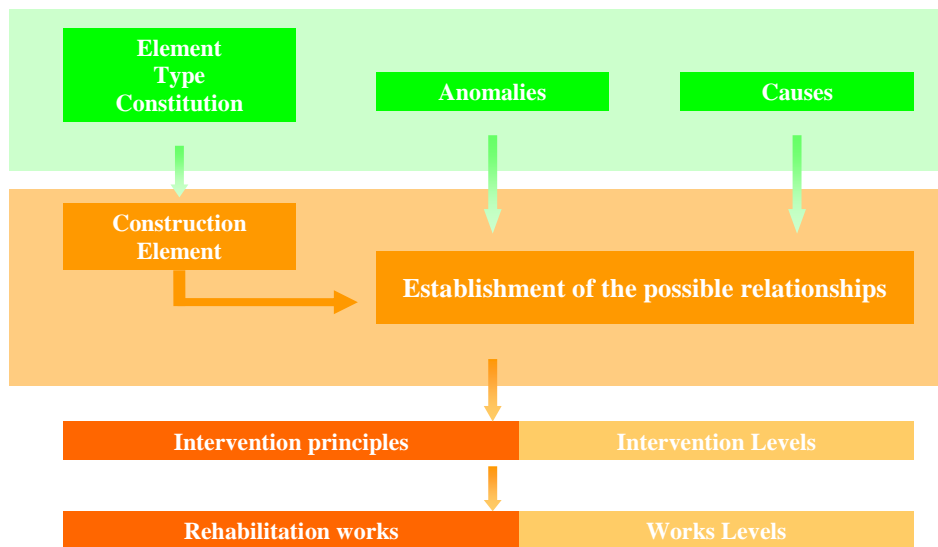 Element
Type
Constitution
Anomalies
Causes
Construction
Element
Establishment of the possible relationships
Intervention principles
Intervention Levels
Rehabilitation works
Works Levels